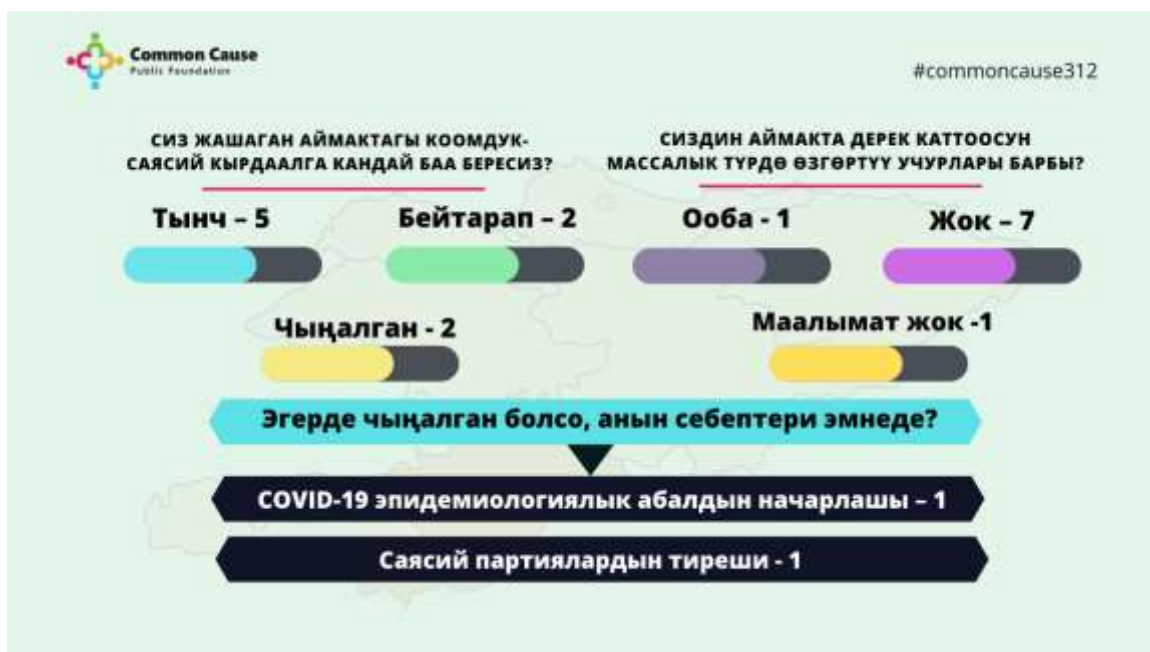 Common Cause
Public Foundation
#commoncause312
СИЗ ЖАШАГАН АЙМАКТАГЫ КООМДУК-
САЯСИЙ КЫРДААЛГА КАНДАЙ БАА БЕРЕСИЗ?
Тынч – 5
Бейтарап – 2
Чыңалган - 2
СИЗДИН АЙМАКТА ДЕРЕК КАТТООСУН
МАССАЛЫК ТҮРДӨ ӨЗГӨРТҮҮ УЧУРЛАРЫ БАРБЫ?
Ооба - 1
Жок – 7
Маалымат жок -1
Эгерде чыңалган болсо, анын себептери эмнеде?
COVID-19 эпидемиологиялык абалдын начарлашы – 1
Саясий партиялардын тиреши - 1